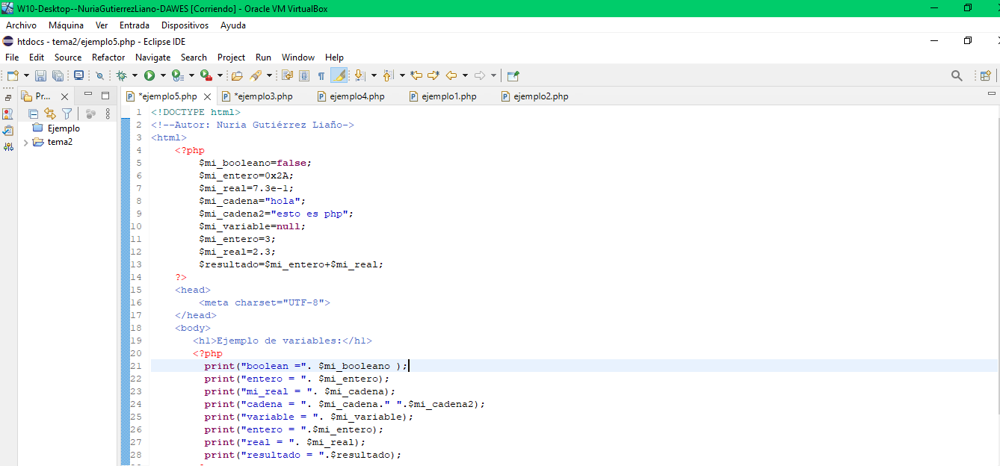 W10-Desktop--NuriaGutierrezLiano-DAWES [Corriendo] - Oracle VM VirtualBox
Archivo Máquina Ver Entrada Dispositivos Ayuda
htdocs - tema2/ejemplo5.php - Eclipse IDE
File Edit Source Refactor Navigate Search Project Run Window Help
Pr... *ejemplo5.php *ejemplo3.php ejemplo4.php ejemplo1.php ejemplo2.php
Ejemplo
tema2
1 <!DOCTYPE html>
2 <!--Autor: Nuria Gutiérrez Liaño->
3 <html>
4 <?php
5 $mi_booleano=false;
6 $mi_entero=0x2A;
7 $mi_real=7.3e-1;
8 $mi_cadena="hola";
9 $mi_cadena2="esto es php";
10 $mi_variable=null;
11 $mi_entero=3;
12 $mi_real=2.3;
13 $resultado=$mi_entero+$mi_real;
14 ?>
15 <head>
16 <meta charset="UTF-8">
17 </head>
18 <body>
19 <h1>Ejemplo de variables:</h1>
20 <?php
21 print("boolean =". $mi_booleano );
22 print("entero = ". $mi_entero);
23 print("mi_real = ". $mi_cadena);
24 print("cadena = ". $mi_cadena." ".$mi_cadena2);
25 print("variable = ". $mi_variable);
26 print("entero = ".$mi_entero);
27 print("real = ". $mi_real);
28 print("resultado = ".$resultado);